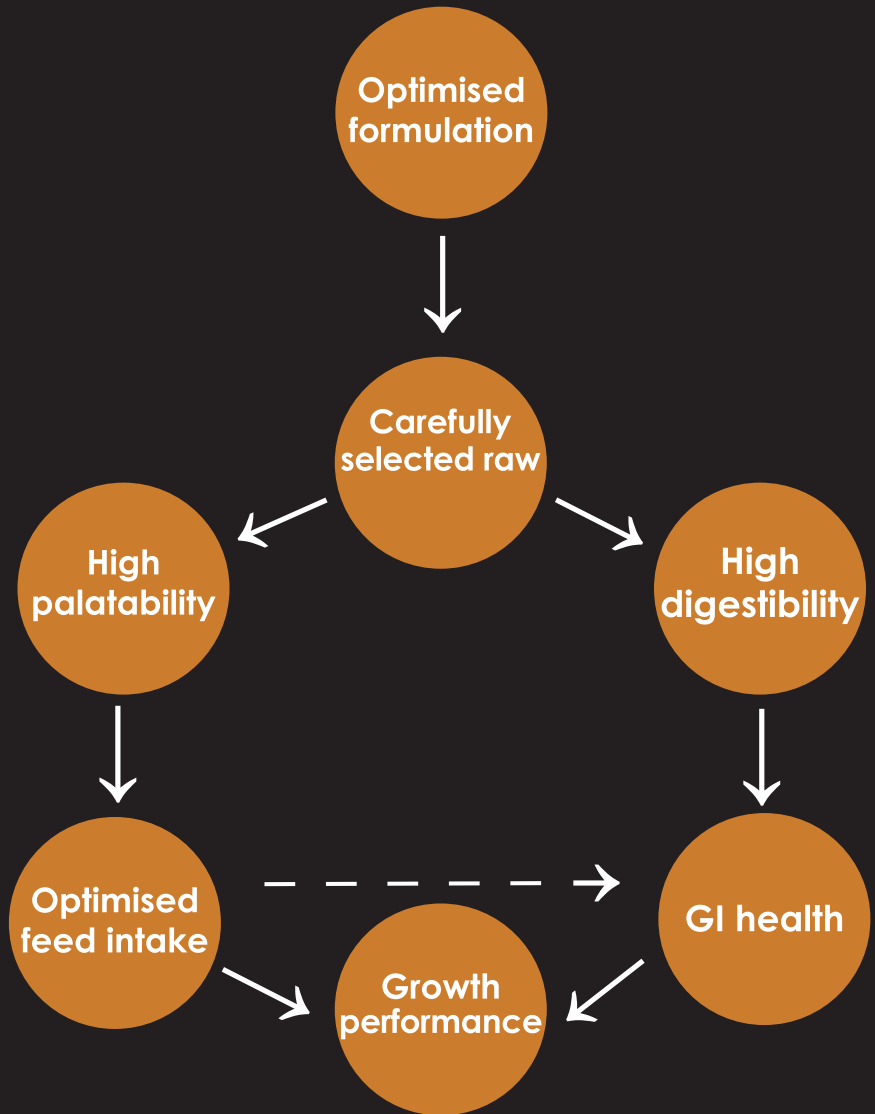 Optimised
formulation
Carefully
selected raw
High
palatability
High
digestibility
Optimised
feed intake
GI health
Growth
performance